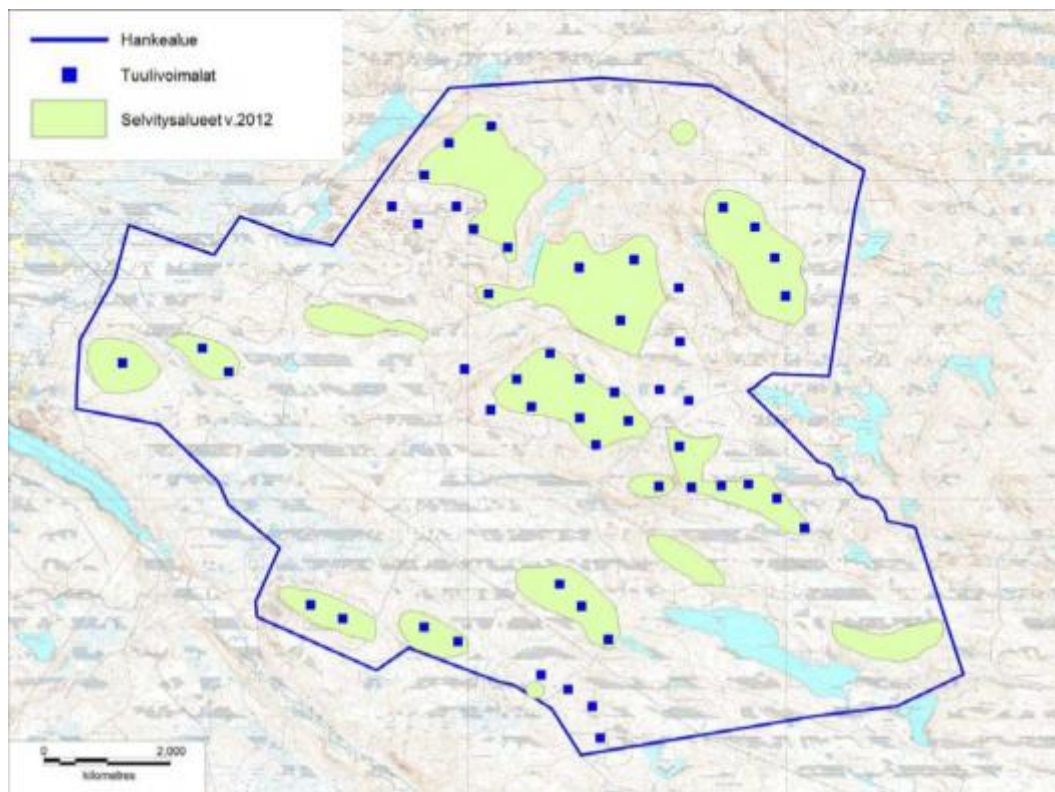 Hankealue
Tuulivoimalat
Selvitysalueet v.2012
0 2,000
kilometres